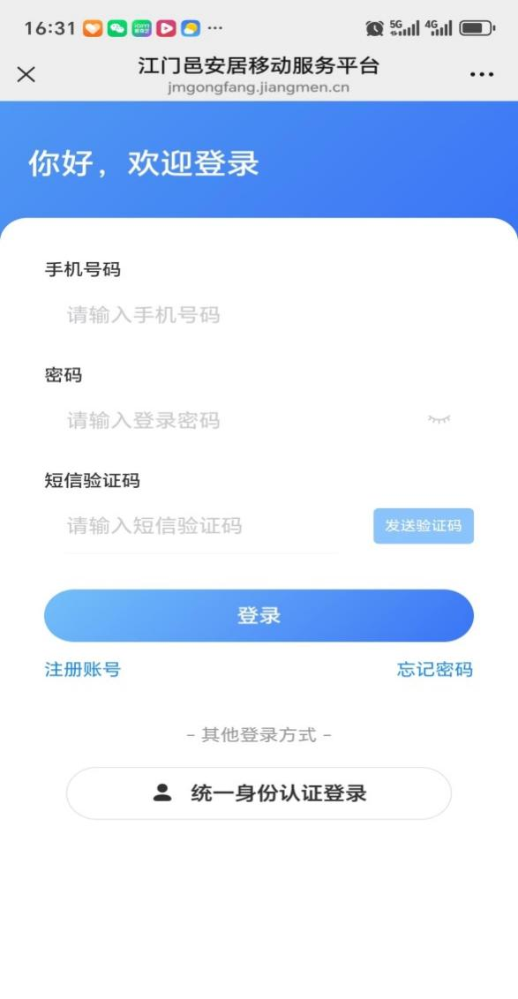 16:31
5G 4G
江门邑安居移动服务平台
jmgongfang.jiangmen.cn
你好，欢迎登录
手机号码
请输入手机号码
密码
请输入登录密码
短信验证码
请输入短信验证码 发送验证码
登录
注册账号 忘记密码
– 其他登录方式 –
统一身份认证登录